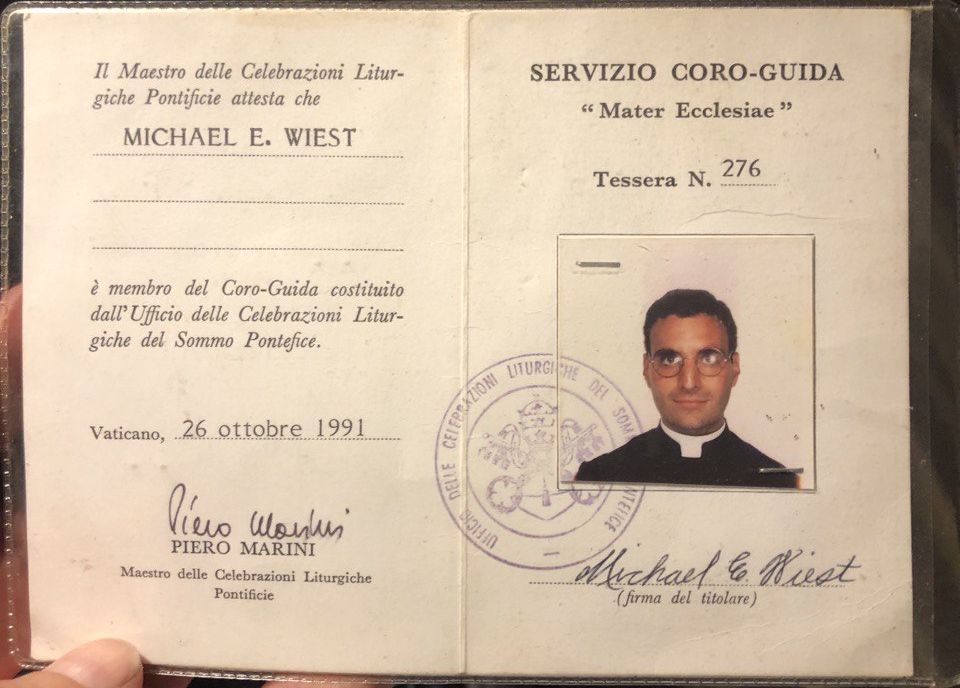 Il Maestro delle Celebrazioni Litur-
giche Pontificie attesta che
MICHAEL E. WIEST
è membro del Coro-Guida costituito
dall'Ufficio delle Celebrazioni Litur-
giche del Sommo Pontefice.
Vaticano, 26 ottobre 1991
Piero Marini
PIERO MARINI
Maestro delle Celebrazioni Liturgiche
Pontificie
SERVIZIO CORO-GUIDA
“Mater Ecclesiae”
Tessera N. 276
UFFICIO DELLE CELEBRAZIONI LITURGICHE DEL SOM NTEFICE
Michael E. Wiest
(firma del titolare)